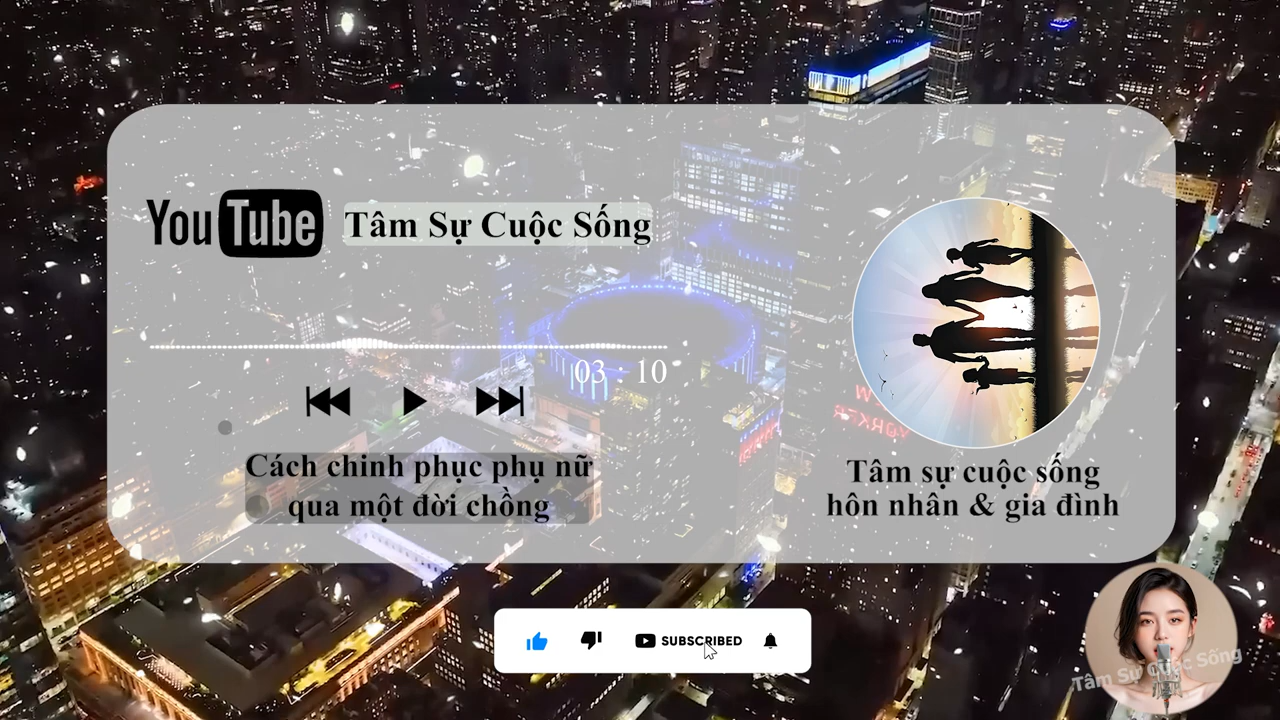 YouTube
Tâm Sự Cuộc Sống
03 - 10
Cách chinh phục phụ nữ
qua một đời chồng
Tâm sự cuộc sống
hôn nhân & gia đình
W
YORKER
SUBSCRIBED
Tâm Sự Cuộc Sống